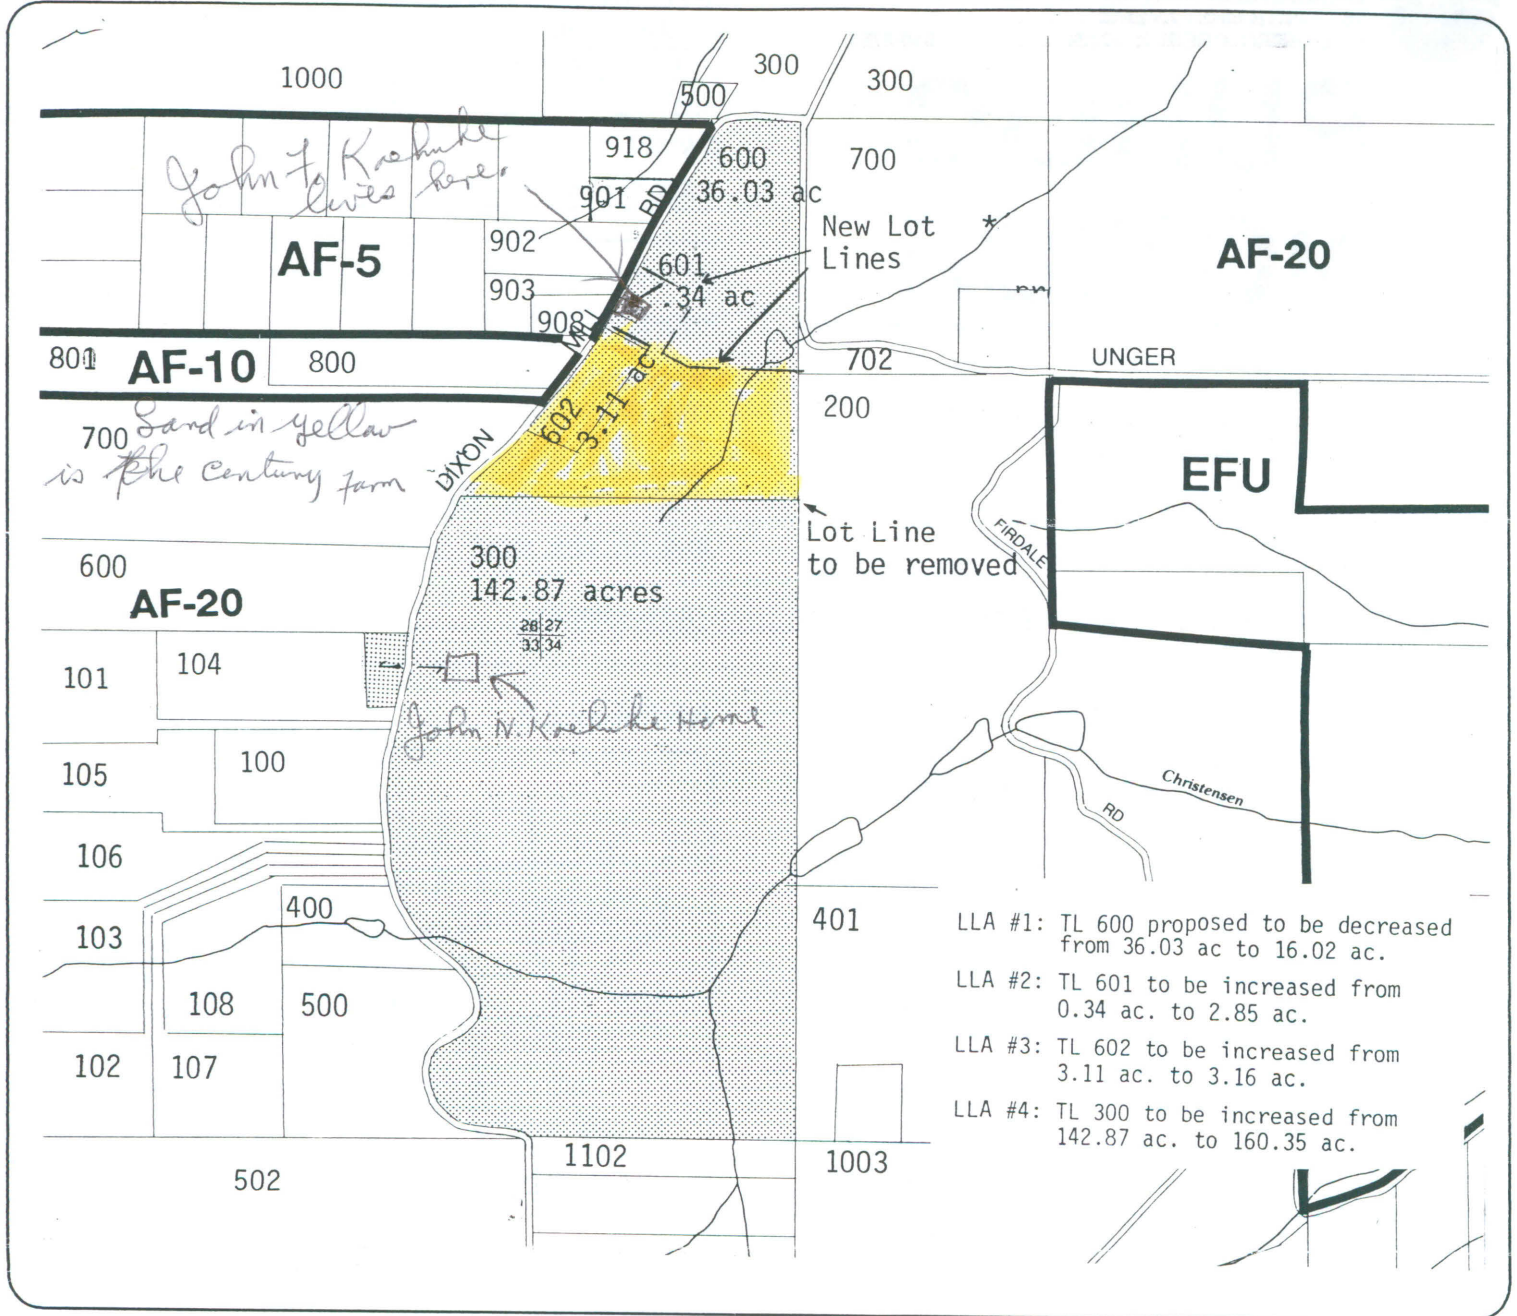 1000
300
300
500
John F. Koehnke
lives here.
918
600
36.03 ac
700
901
RD
New Lot
Lines
902
AF-5
601
.34 ac
AF-20
903
908
MILL
801
AF-10
800
702
UNGER
Land in yellow
is the century farm
700
602
3.11 ac
200
DIXON
EFU
FIRDALE
Lot Line
to be removed
600
AF-20
300
142.87 acres
28 27
33 34
101
104
John N. Koehnke Home
105
100
Christensen
RD
106
400
103
401
108
500
102
107
LLA #1: TL 600 proposed to be decreased
from 36.03 ac to 16.02 ac.
LLA #2: TL 601 to be increased from
0.34 ac. to 2.85 ac.
LLA #3: TL 602 to be increased from
3.11 ac. to 3.16 ac.
LLA #4: TL 300 to be increased from
142.87 ac. to 160.35 ac.
502
1102
1003